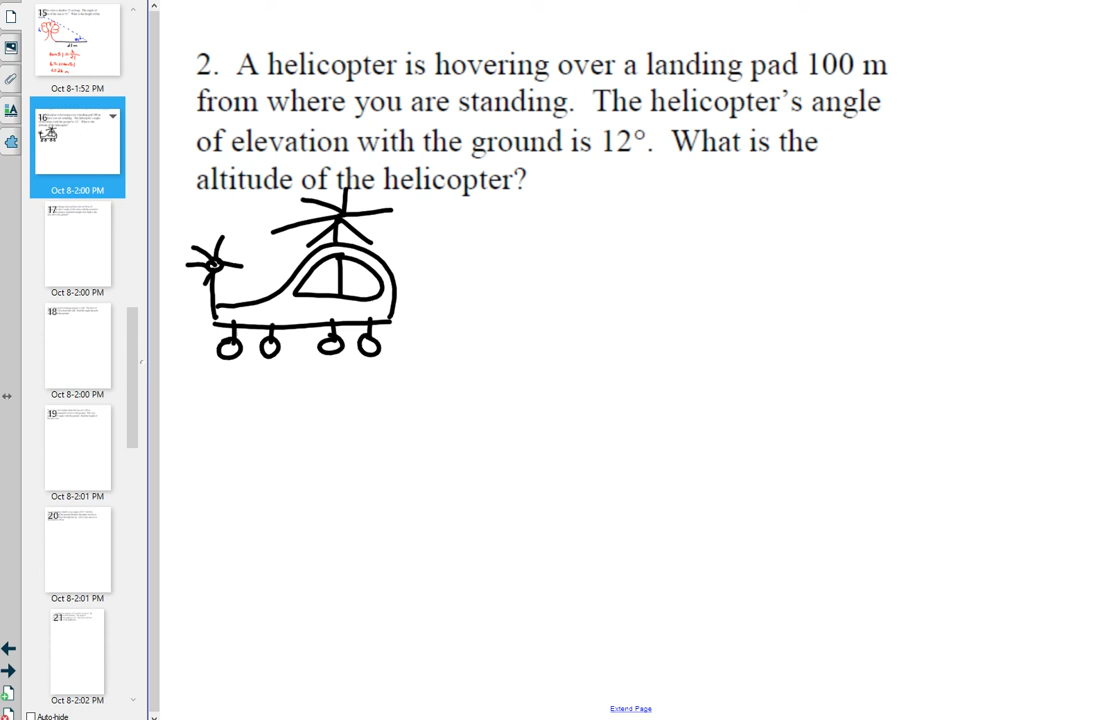 15
Oct 8-1:52 PM
16
Oct 8-2:00 PM
17
Oct 8-2:00 PM
18
Oct 8-2:00 PM
19
Oct 8-2:01 PM
20
Oct 8-2:01 PM
21
Oct 8-2:02 PM
Auto-hide
2. A helicopter is hovering over a landing pad 100 m
from where you are standing. The helicopter's angle
of elevation with the ground is 12°. What is the
altitude of the helicopter?
Extend Page